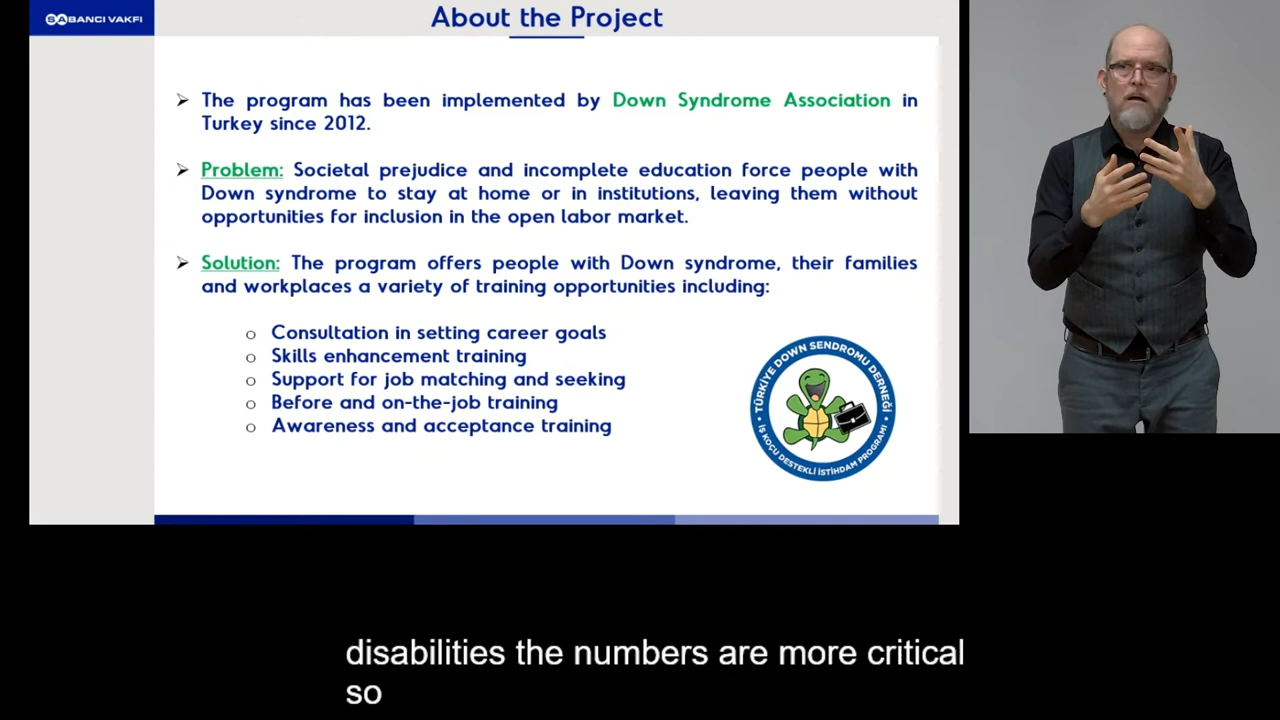 SABANCI VAKFI
About the Project
The program has been implemented by Down Syndrome Association in
Turkey since 2012.
Problem: Societal prejudice and incomplete education force people with
Down syndrome to stay at home or in institutions, leaving them without
opportunities for inclusion in the open labor market.
Solution: The program offers people with Down syndrome, their families
and workplaces a variety of training opportunities including:
Consultation in setting career goals
Skills enhancement training
Support for job matching and seeking
Before and on-the-job training
Awareness and acceptance training
TÜRKİYE DOWN SENDROMU DERNEĞİ
İŞ KOÇU DESTEKLİ İSTİHDAM PROGRAMI
disabilities the numbers are more critical
so